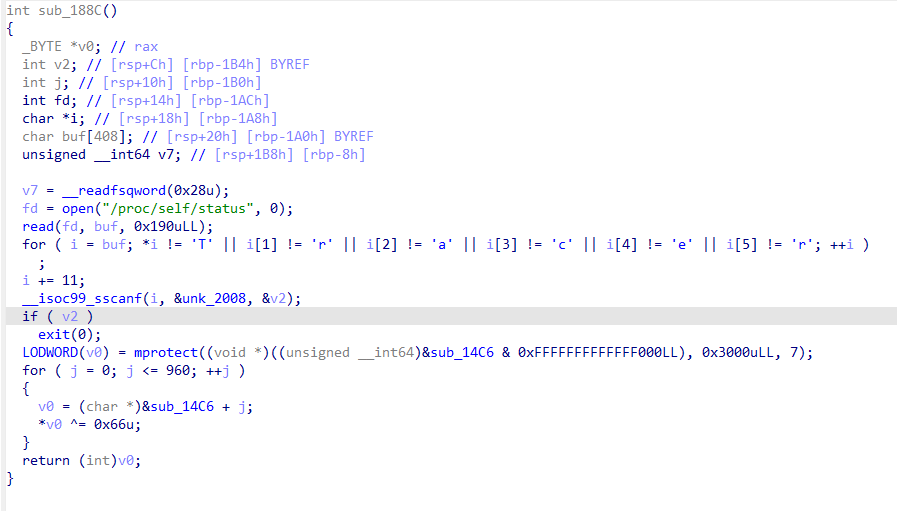 int sub_188C()
{
  _BYTE *v0; // rax
  int v2; // [rsp+Ch] [rbp-1B4h] BYREF
  int j; // [rsp+10h] [rbp-1B0h]
  int fd; // [rsp+14h] [rbp-1ACh]
  char *i; // [rsp+18h] [rbp-1A8h]
  char buf[408]; // [rsp+20h] [rbp-1A0h] BYREF
  unsigned __int64 v7; // [rsp+1B8h] [rbp-8h]

  v7 = __readfsqword(0x28u);
  fd = open("/proc/self/status", 0);
  read(fd, buf, 0x190uLL);
  for ( i = buf; *i != 'T' || i[1] != 'r' || i[2] != 'a' || i[3] != 'c' || i[4] != 'e' || i[5] != 'r'; ++i )
    ;
  i += 11;
  __isoc99_sscanf(i, &unk_2008, &v2);
  if ( v2 )
    exit(0);
  LODWORD(v0) = mprotect((void *)((unsigned __int64)&sub_14C6 & 0xFFFFFFFFFFFFF000LL), 0x3000uLL, 7);
  for ( j = 0; j <= 960; ++j )
  {
    v0 = (char *)&sub_14C6 + j;
    *v0 ^= 0x66u;
  }
  return (int)v0;
}